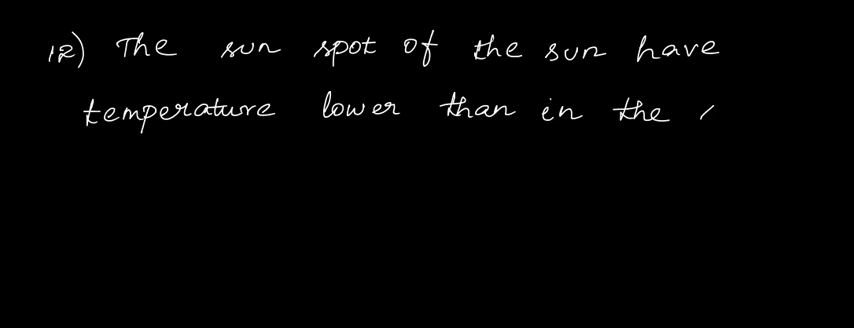 12) The sun spot of the sun have
temperature lower than in the